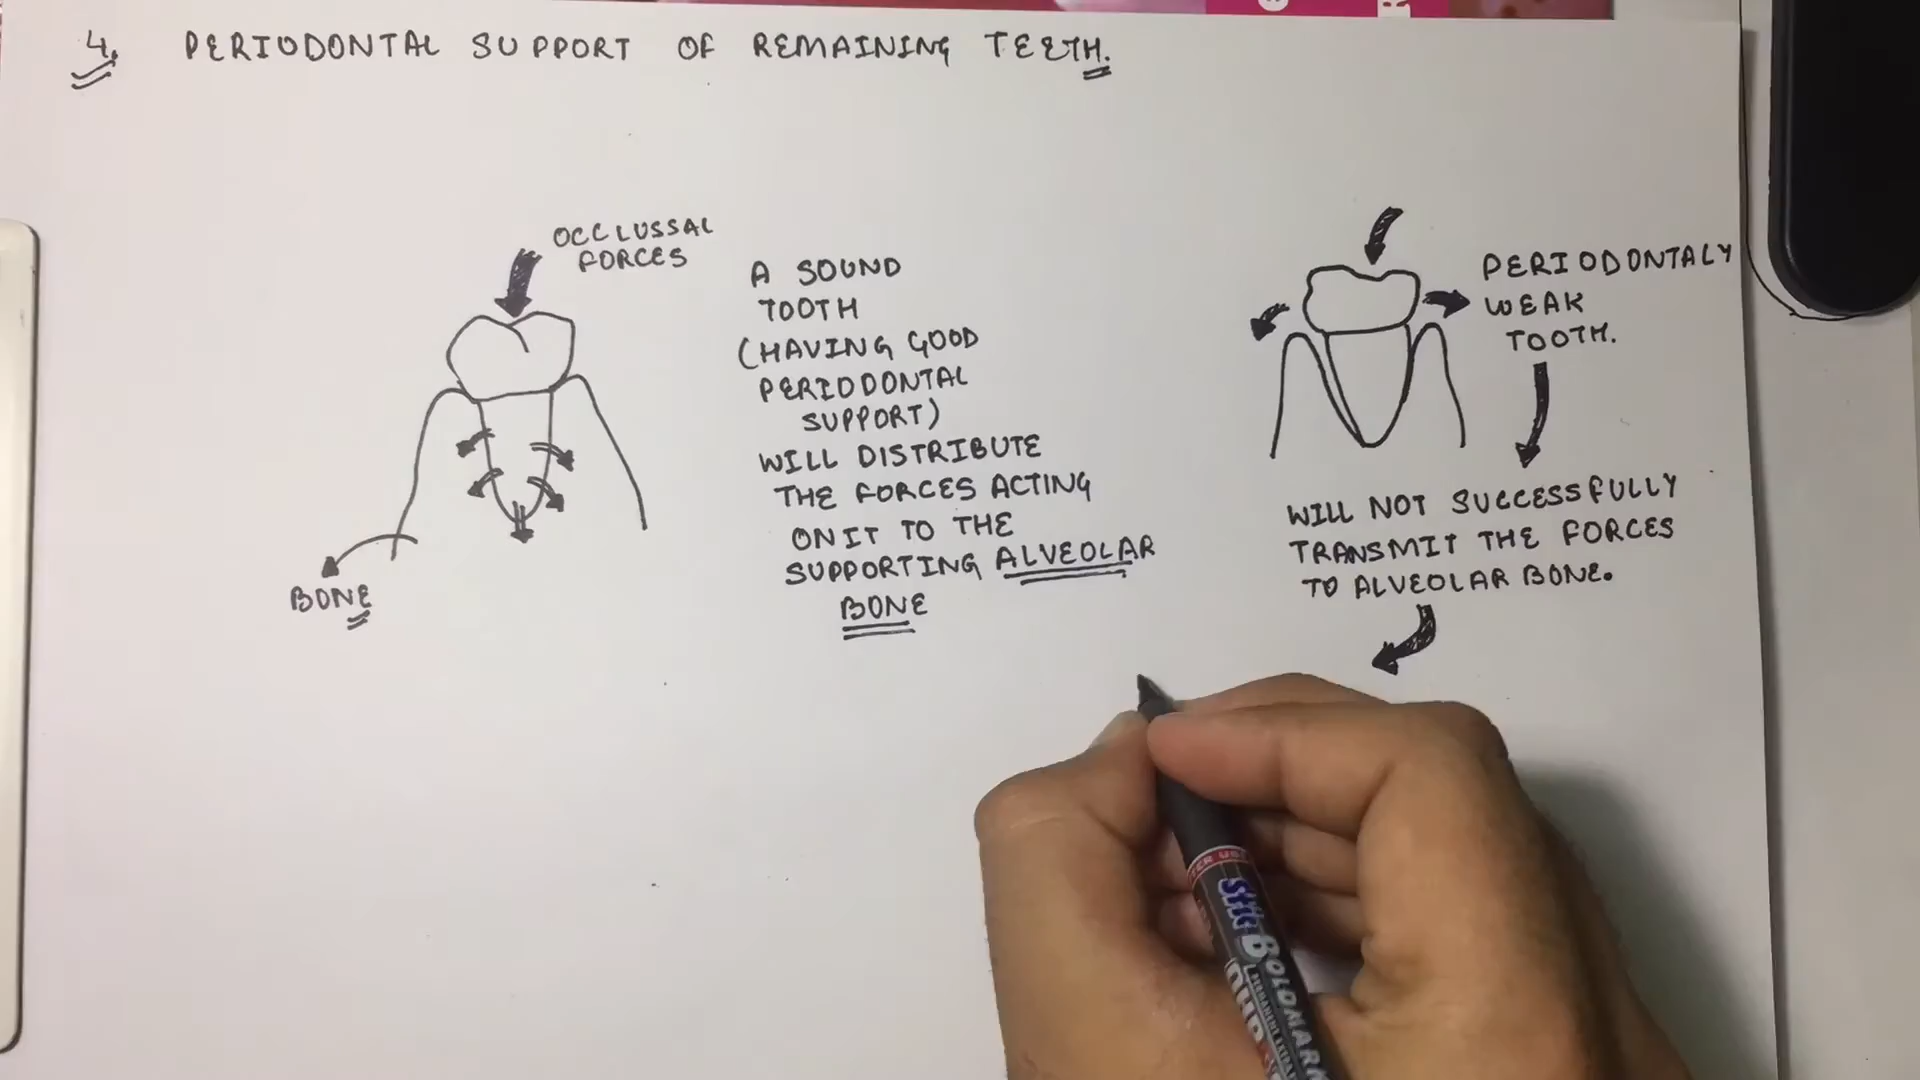 4. PERIODONTAL SUPPORT OF REMAINING TEETH.
OCCLUSSAL
FORCES
BONE
A SOUND
TOOTH
(HAVING GOOD
PERIODONTAL
SUPPORT)
WILL DISTRIBUTE
THE FORCES ACTING
ON IT TO THE
SUPPORTING ALVEOLAR
BONE
PERIODONTALY
WEAK
TOOTH.
WILL NOT SUCCESSFULLY
TRANSMIT THE FORCES
TO ALVEOLAR BONE.
Stic BOLDMARK